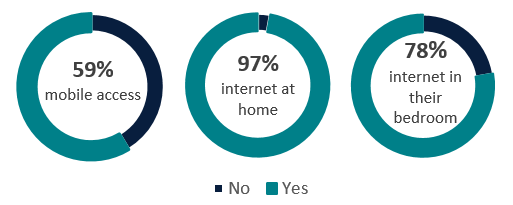 59%
mobile access
97%
internet at
home
78%
internet in
their
bedroom
No Yes